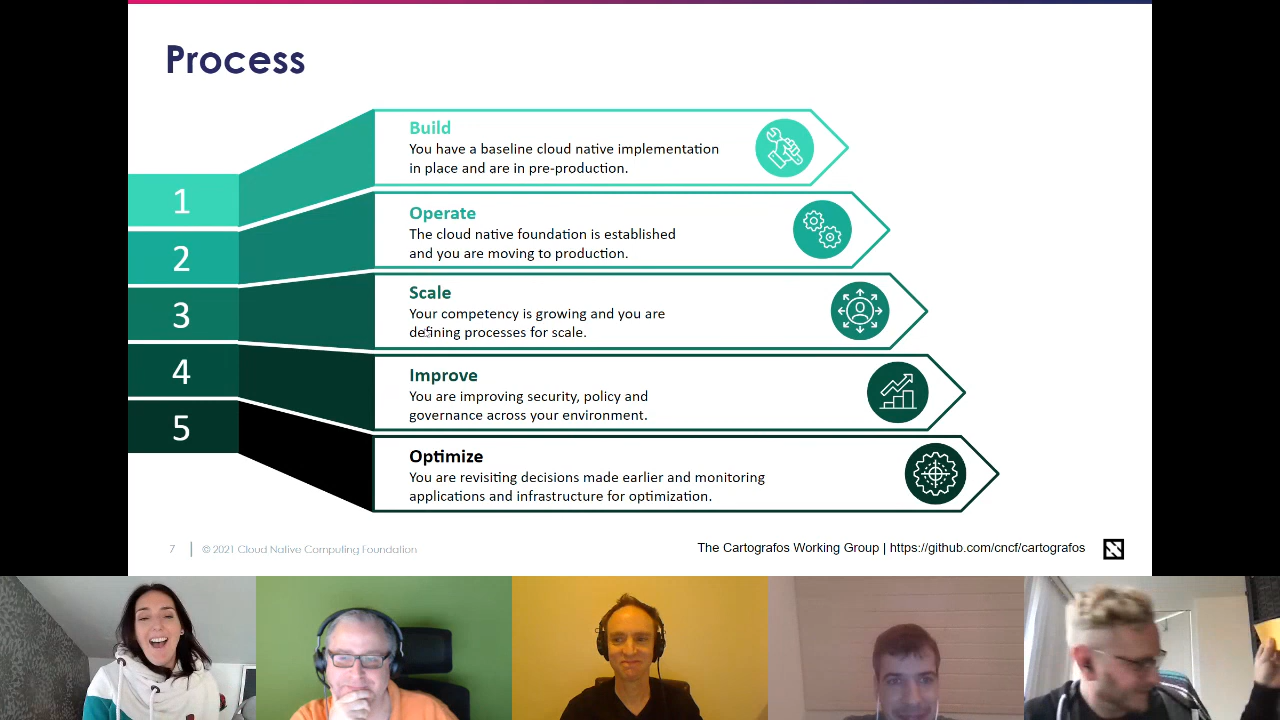 Process
1
Build
You have a baseline cloud native implementation
in place and are in pre-production.
2
Operate
The cloud native foundation is established
and you are moving to production.
3
Scale
Your competency is growing and you are
defining processes for scale.
4
Improve
You are improving security, policy and
governance across your environment.
5
Optimize
You are revisiting decisions made earlier and monitoring
applications and infrastructure for optimization.
7 | © 2021 Cloud Native Computing Foundation
The Cartografos Working Group | https://github.com/cncf/cartografos